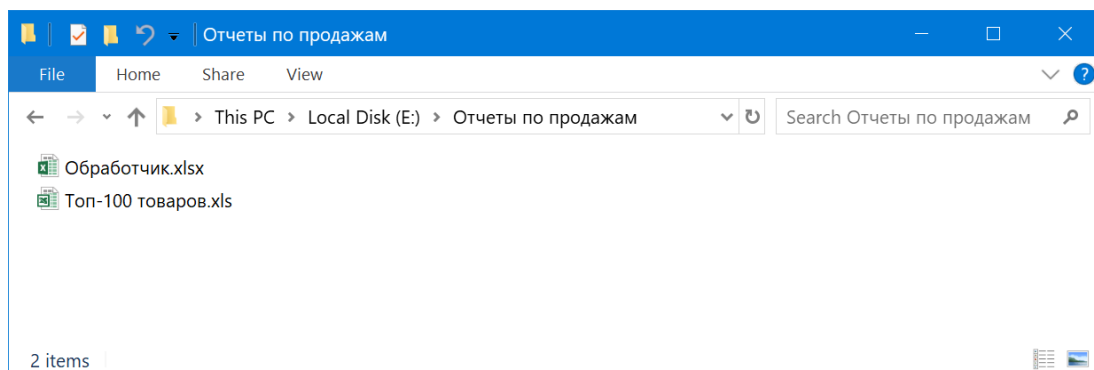 Отчеты по продажам
File Home Share View ?
This PC > Local Disk (E:) > Отчеты по продажам Search Отчеты по продажам
Обработчик.xlsx
Топ-100 товаров.xls
2 items